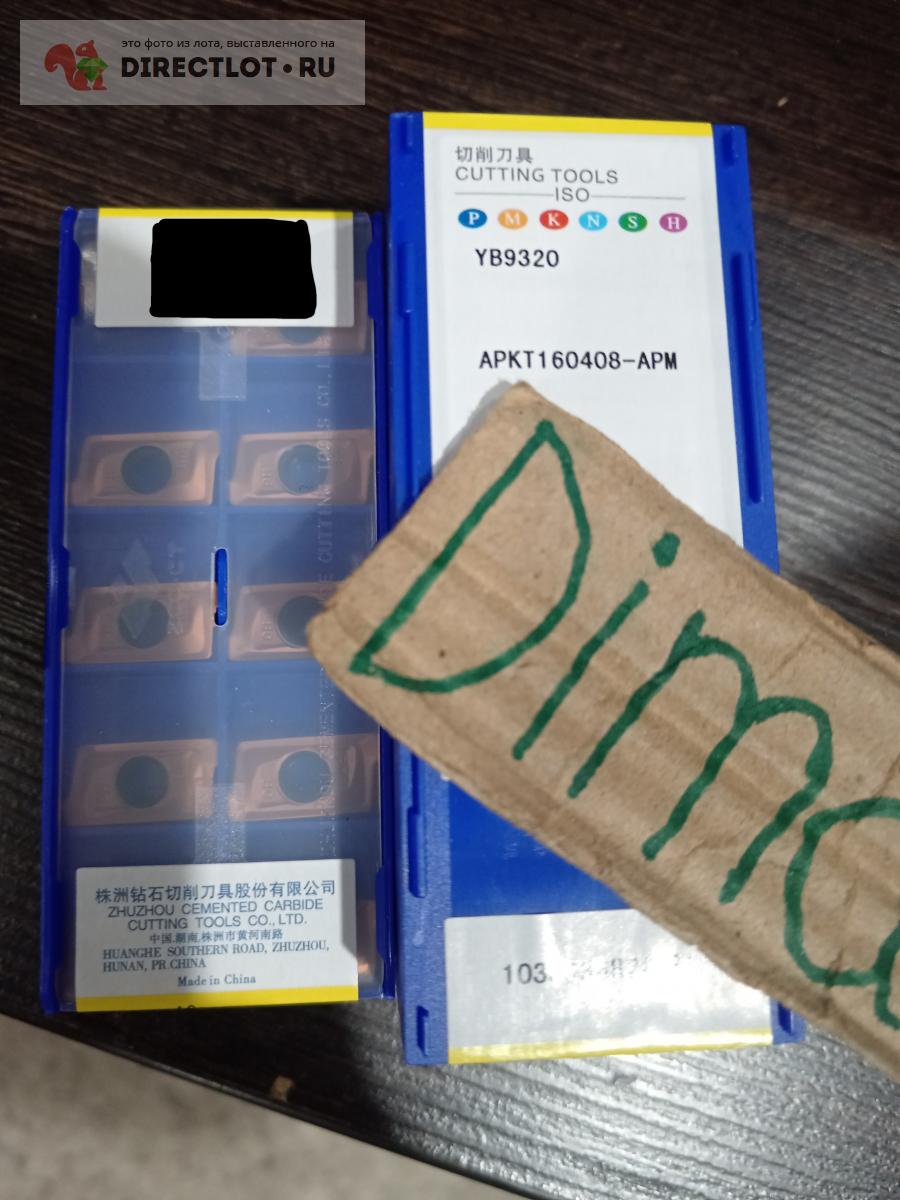 это фото из лота, выставленного на
DIRECTLOT•RU
切削刀具
CUTTING TOOLS
ISO
P M K N S H
YB9320
APKT160408-APM
Dima
株洲钻石切削刀具股份有限公司
ZHUZHOU CEMENTED CARBIDE
CUTTING TOOLS CO., LTD.
中国.湖南.株洲市黄河南路
HUANGHE SOUTHERN ROAD, ZHUZHOU,
HUNAN, PR.CHINA
Made in China
103.